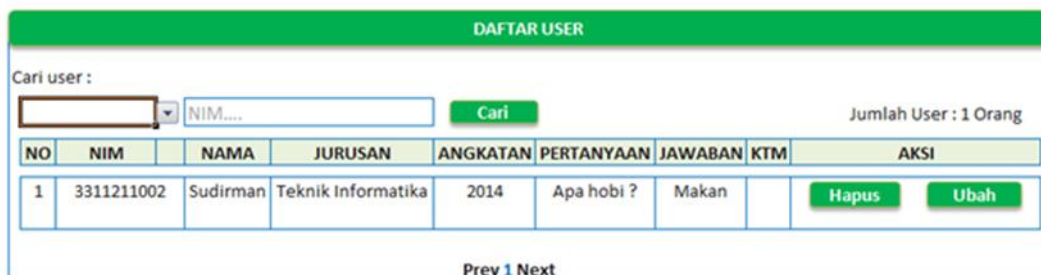 DAFTAR USER
Cari user :
NIM.... Cari Jumlah User : 1 Orang
NO NIM NAMA JURUSAN ANGKATAN PERTANYAAN JAWABAN KTM AKSI
1 3311211002 Sudirman Teknik Informatika 2014 Apa hobi ? Makan Hapus Ubah
Prev 1 Next